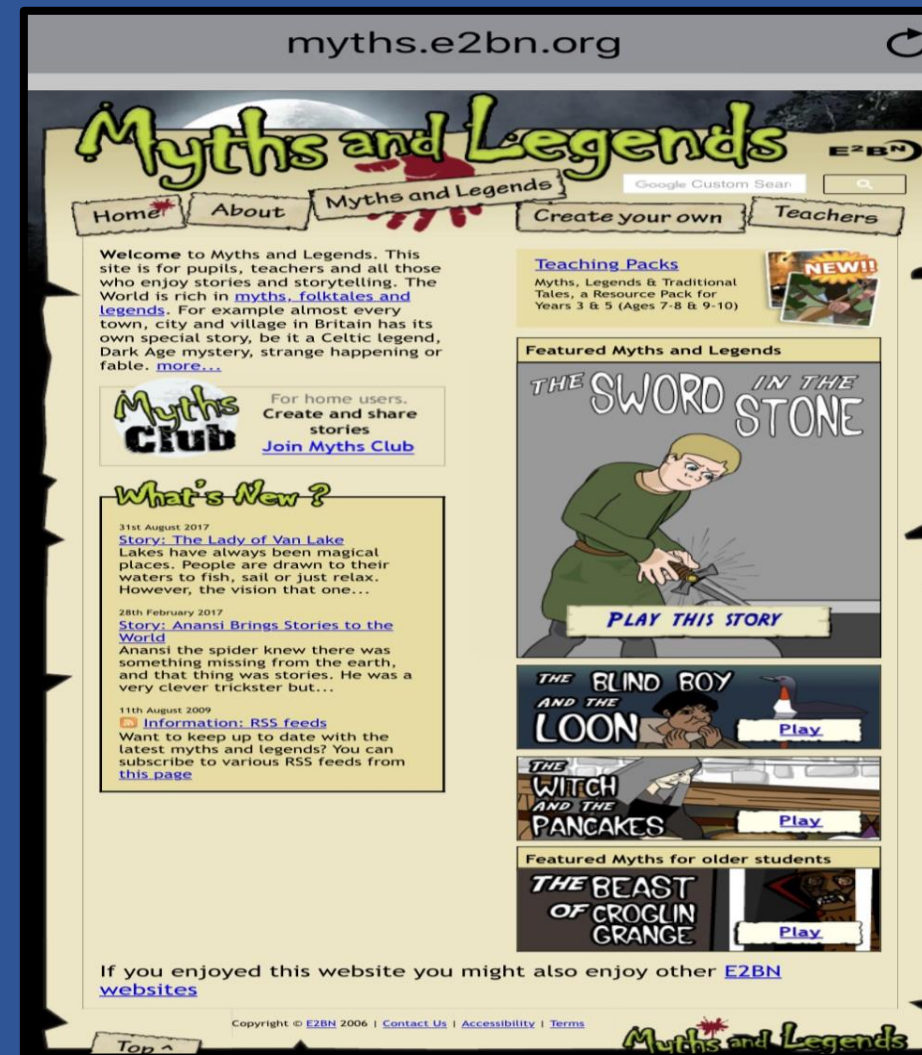 myths.e2bn.org
Myths and Legends
E²BN
Google Custom Sear
Home
About
Myths and Legends
Create your own
Teachers
Welcome to Myths and Legends. This
site is for pupils, teachers and all those
who enjoy stories and storytelling. The
World is rich in myths, folktales and
legends. For example almost every
town, city and village in Britain has its
own special story, be it a Celtic legend,
Dark Age mystery, strange happening or
fable. more...
Myths
Club
For home users.
Create and share
stories
Join Myths Club
What's New ?
31st August 2017
Story: The Lady of Van Lake
Lakes have always been magical
places. People are drawn to their
waters to fish, sail or just relax.
However, the vision that one...
28th February 2017
Story: Anansi Brings Stories to the
World
Anansi the spider knew there was
something missing from the earth,
and that thing was stories. He was a
very clever trickster but...
11th August 2009
Information: RSS feeds
Want to keep up to date with the
latest myths and legends? You can
subscribe to various RSS feeds from
this page
Teaching Packs
Myths, Legends & Traditional
Tales, a Resource Pack for
Years 3 & 5 (Ages 7-8 & 9-10)
NEW!!
Featured Myths and Legends
THE SWORD IN THE
STONE
PLAY THIS STORY
THE BLIND BOY
AND THE
LOON
Play
THE
WITCH
AND THE
PANCAKES
Play
Featured Myths for older students
THE BEAST
OF CROGLIN
GRANGE
Play
If you enjoyed this website you might also enjoy other E2BN
websites
Copyright © E2BN 2006 | Contact Us | Accessibility | Terms
Top ^
Myths and Legends